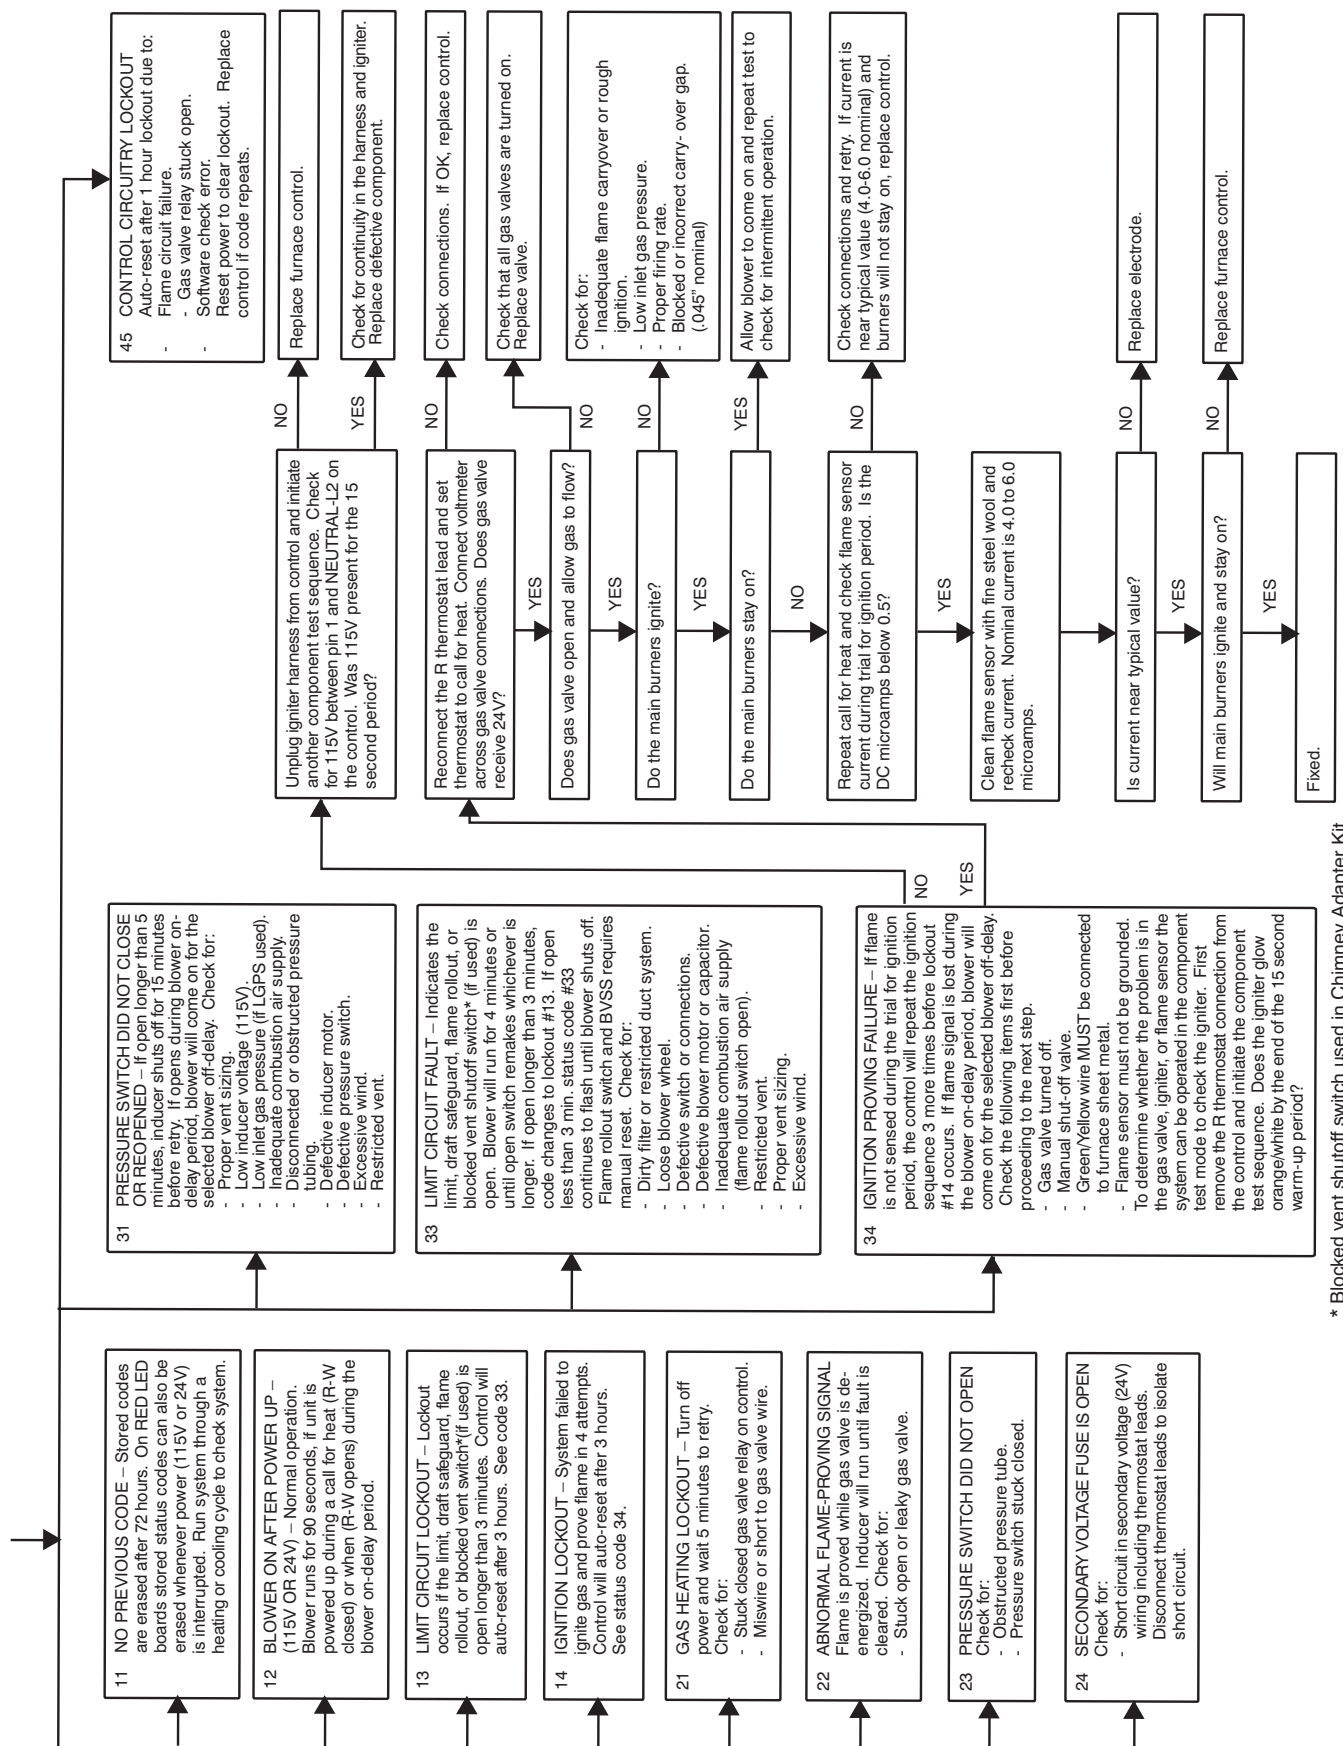 11 NO PREVIOUS CODE – Stored codes
are erased after 72 hours. On RED LED
boards stored status codes can also be
erased whenever power (115V or 24V)
is interrupted. Run system through a
heating or cooling cycle to check system.
12 BLOWER ON AFTER POWER UP –
(115V OR 24V) – Normal operation.
Blower runs for 90 seconds, if unit is
powered up during a call for heat (R-W
closed) or when (R-W opens) during the
blower on-delay period.
13 LIMIT CIRCUIT LOCKOUT – Lockout
occurs if the limit, draft safeguard, flame
rollout, or blocked vent switch*(if used) is
open longer than 3 minutes. Control will
auto-reset after 3 hours. See code 33.
14 IGNITION LOCKOUT – System failed to
ignite gas and prove flame in 4 attempts.
Control will auto-reset after 3 hours.
See status code 34.
21 GAS HEATING LOCKOUT – Turn off
power and wait 5 minutes to retry.
Check for:
- Stuck closed gas valve relay on control.
- Miswire or short to gas valve wire.
22 ABNORMAL FLAME-PROVING SIGNAL
Flame is proved while gas valve is de-
energized. Inducer will run until fault is
cleared. Check for:
- Stuck open or leaky gas valve.
23 PRESSURE SWITCH DID NOT OPEN
Check for:
- Obstructed pressure tube.
- Pressure switch stuck closed.
24 SECONDARY VOLTAGE FUSE IS OPEN
Check for:
- Short circuit in secondary voltage (24V)
wiring including thermostat leads.
Disconnect thermostat leads to isolate
short circuit.
31 PRESSURE SWITCH DID NOT CLOSE
OR REOPENED – If open longer than 5
minutes, inducer shuts off for 15 minutes
before retry. If opens during blower on-
delay period, blower will come on for the
selected blower off-delay. Check for:
- Proper vent sizing.
- Low inducer voltage (115V).
- Low inlet gas pressure (if LGPS used).
- Inadequate combustion air supply.
- Disconnected or obstructed pressure
tubing.
- Defective inducer motor.
- Defective pressure switch.
- Excessive wind.
- Restricted vent.
33 LIMIT CIRCUIT FAULT – Indicates the
limit, draft safeguard, flame rollout, or
blocked vent shutoff switch* (if used) is
open. Blower will run for 4 minutes or
until open switch remakes whichever is
longer. If open longer than 3 minutes,
code changes to lockout #13. If open
less than 3 min. status code #33
continues to flash until blower shuts off.
Flame rollout switch and BVSS requires
manual reset. Check for:
- Dirty filter or restricted duct system.
- Loose blower wheel.
- Defective switch or connections.
- Defective blower motor or capacitor.
- Inadequate combustion air supply
(flame rollout switch open).
- Restricted vent.
- Proper vent sizing.
- Excessive wind.
34 IGNITION PROVING FAILURE – If flame
is not sensed during the trial for ignition
period, the control will repeat the ignition
sequence 3 more times before lockout
#14 occurs. If flame signal is lost during
the blower on-delay period, blower will
come on for the selected blower off-delay.
Check the following items first before
proceeding to the next step.
- Gas valve turned off.
- Manual shut-off valve.
- Green/Yellow wire MUST be connected
to furnace sheet metal.
- Flame sensor must not be grounded.
To determine whether the problem is in
the gas valve, igniter, or flame sensor the
system can be operated in the component
test mode to check the igniter. First
remove the R thermostat connection from
the control and initiate the component
test sequence. Does the igniter glow
orange/white by the end of the 15 second
warm-up period?
NO
YES
Unplug igniter harness from control and initiate
another component test sequence. Check
for 115V between pin 1 and NEUTRAL-L2 on
the control. Was 115V present for the 15
second period?
NO
YES
Reconnect the R thermostat lead and set
thermostat to call for heat. Connect voltmeter
across gas valve connections. Does gas valve
receive 24V?
NO
YES
Does gas valve open and allow gas to flow?
NO
YES
Do the main burners ignite?
NO
YES
Do the main burners stay on?
YES
NO
Repeat call for heat and check flame sensor
current during trial for ignition period. Is the
DC microamps below 0.5?
NO
YES
Clean flame sensor with fine steel wool and
recheck current. Nominal current is 4.0 to 6.0
microamps.
Is current near typical value?
NO
YES
Will main burners ignite and stay on?
NO
YES
Fixed.
45 CONTROL CIRCUITRY LOCKOUT
Auto-reset after 1 hour lockout due to:
- Flame circuit failure.
- Gas valve relay stuck open.
- Software check error.
Reset power to clear lockout. Replace
control if code repeats.
Replace furnace control.
Check for continuity in the harness and igniter.
Replace defective component.
Check connections. If OK, replace control.
Check that all gas valves are turned on.
Replace valve.
Check for:
- Inadequate flame carryover or rough
ignition.
- Low inlet gas pressure.
- Proper firing rate.
- Blocked or incorrect carry- over gap.
(.045" nominal)
Allow blower to come on and repeat test to
check for intermittent operation.
Check connections and retry. If current is
near typical value (4.0-6.0 nominal) and
burners will not stay on, replace control.
Replace electrode.
Replace furnace control.
* Blocked vent shutoff switch used in Chimney Adapter Kit